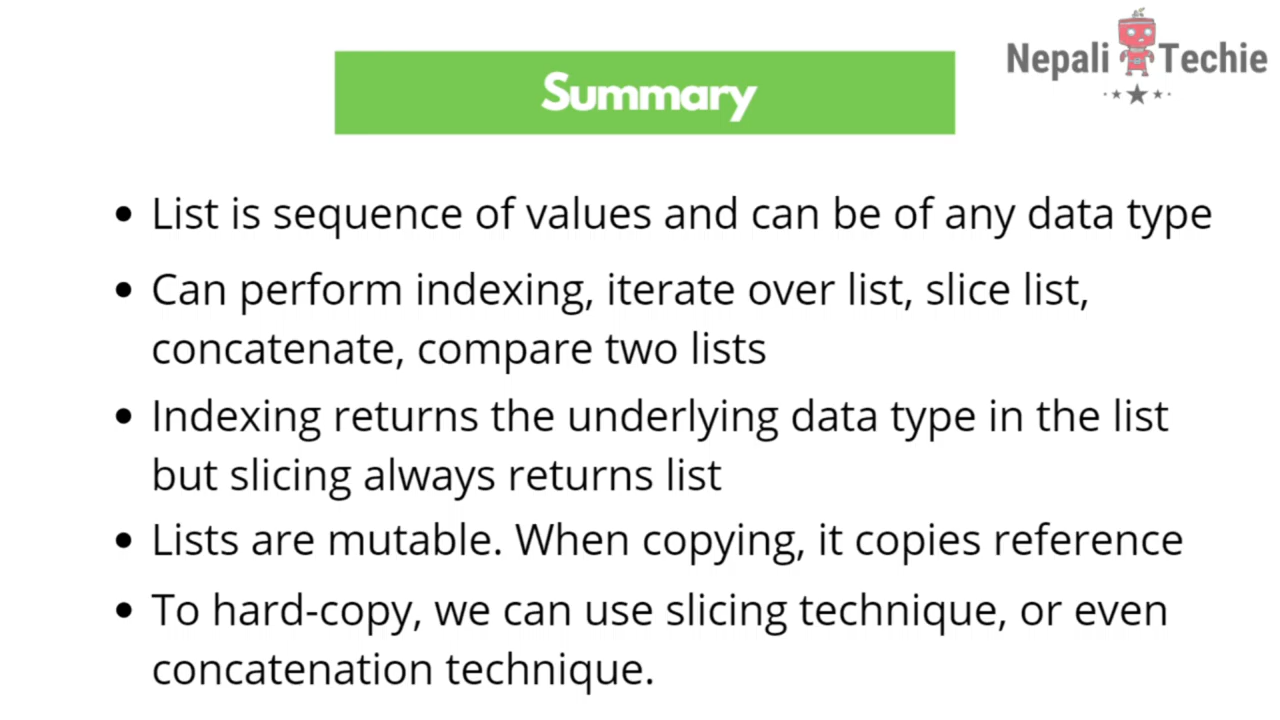 Nepali Techie
Summary
• List is sequence of values and can be of any data type
• Can perform indexing, iterate over list, slice list,
concatenate, compare two lists
• Indexing returns the underlying data type in the list
but slicing always returns list
• Lists are mutable. When copying, it copies reference
• To hard-copy, we can use slicing technique, or even
concatenation technique.